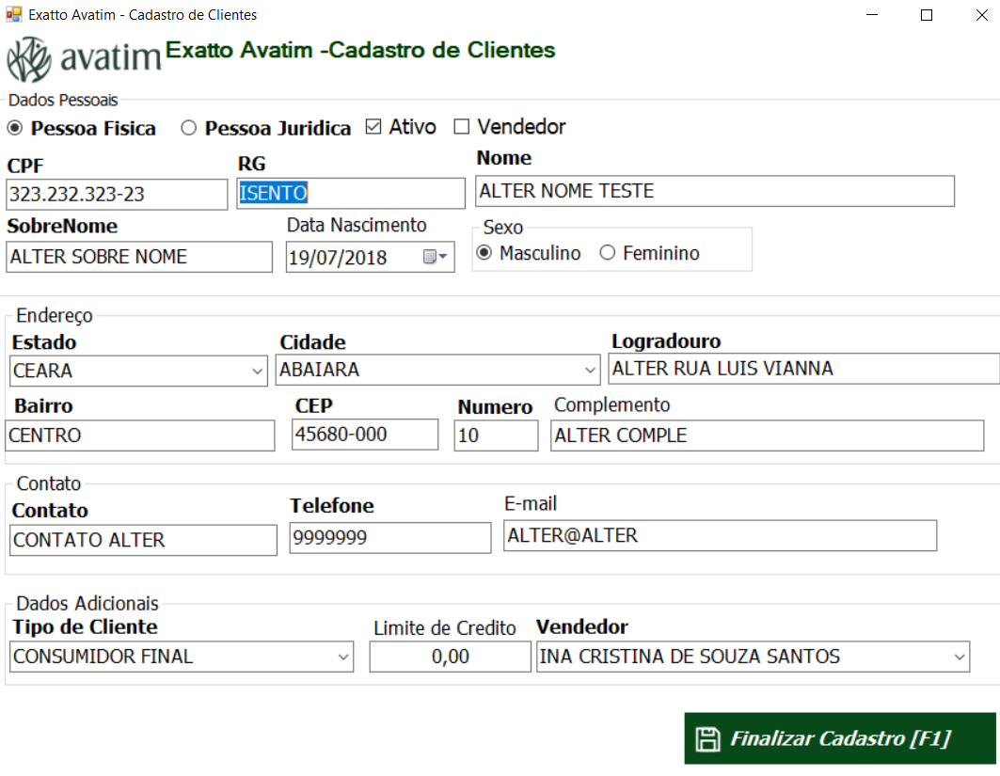 Exatto Avatim - Cadastro de Clientes
avatim Exatto Avatim -Cadastro de Clientes
Dados Pessoais
Pessoa Fisica Pessoa Juridica Ativo Vendedor
CPF RG Nome
323.232.323-23 ISENTO ALTER NOME TESTE
SobreNome Data Nascimento Sexo
ALTER SOBRE NOME 19/07/2018 Masculino Feminino
Endereço
Estado Cidade Logradouro
CEARA ABAIARA ALTER RUA LUIS VIANNA
Bairro CEP Numero Complemento
CENTRO 45680-000 10 ALTER COMPLE
Contato
Contato Telefone E-mail
CONTATO ALTER 9999999 ALTER@ALTER
Dados Adicionais
Tipo de Cliente Limite de Credito Vendedor
CONSUMIDOR FINAL 0,00 INA CRISTINA DE SOUZA SANTOS
Finalizar Cadastro [F1]